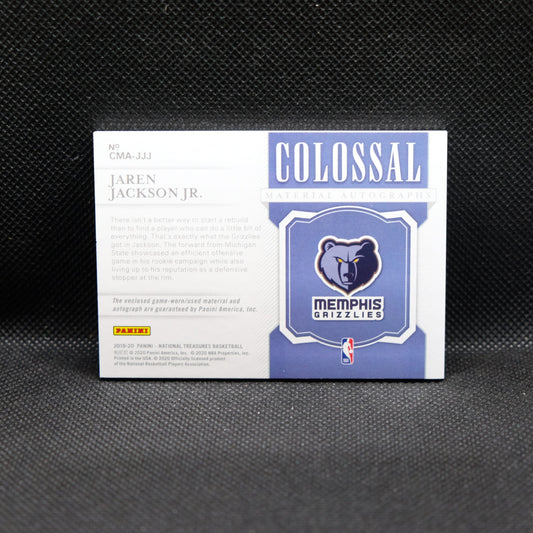 Nº
CMA-JJJ
JAREN
JACKSON JR.
There isn't a better way to start a rebuild
than to find a player who can do a little bit of
everything. That's exactly what the Grizzlies
got in Jackson. The forward from Michigan
State showcased an efficient offensive
game in his rookie campaign while also
living up to his reputation as a defensive
stopper at the rim.
The enclosed game-worn/used material and
autograph are guaranteed by Panini America, Inc.
PANINI
2019-20 PANINI - NATIONAL TREASURES BASKETBALL
© 2020 Panini America, Inc. © 2020 NBA Properties, Inc.
Printed in the USA. © 2020 Officially licensed product
of the National Basketball Players Association.
COLOSSAL
MATERIAL AUTOGRAPHS
MEMPHIS
GRIZZLIES